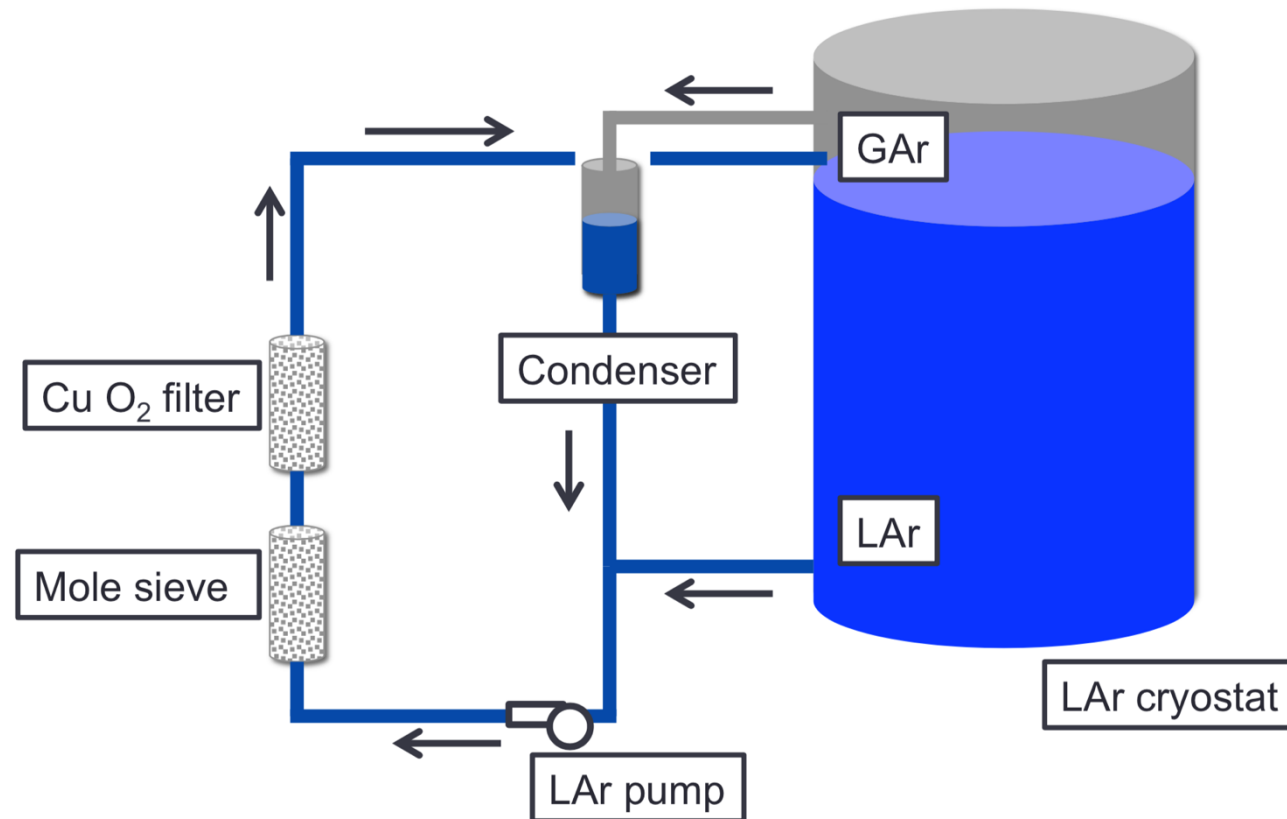 GAr
Cu O₂ filter
Condenser
LAr
Mole sieve
LAr cryostat
LAr pump